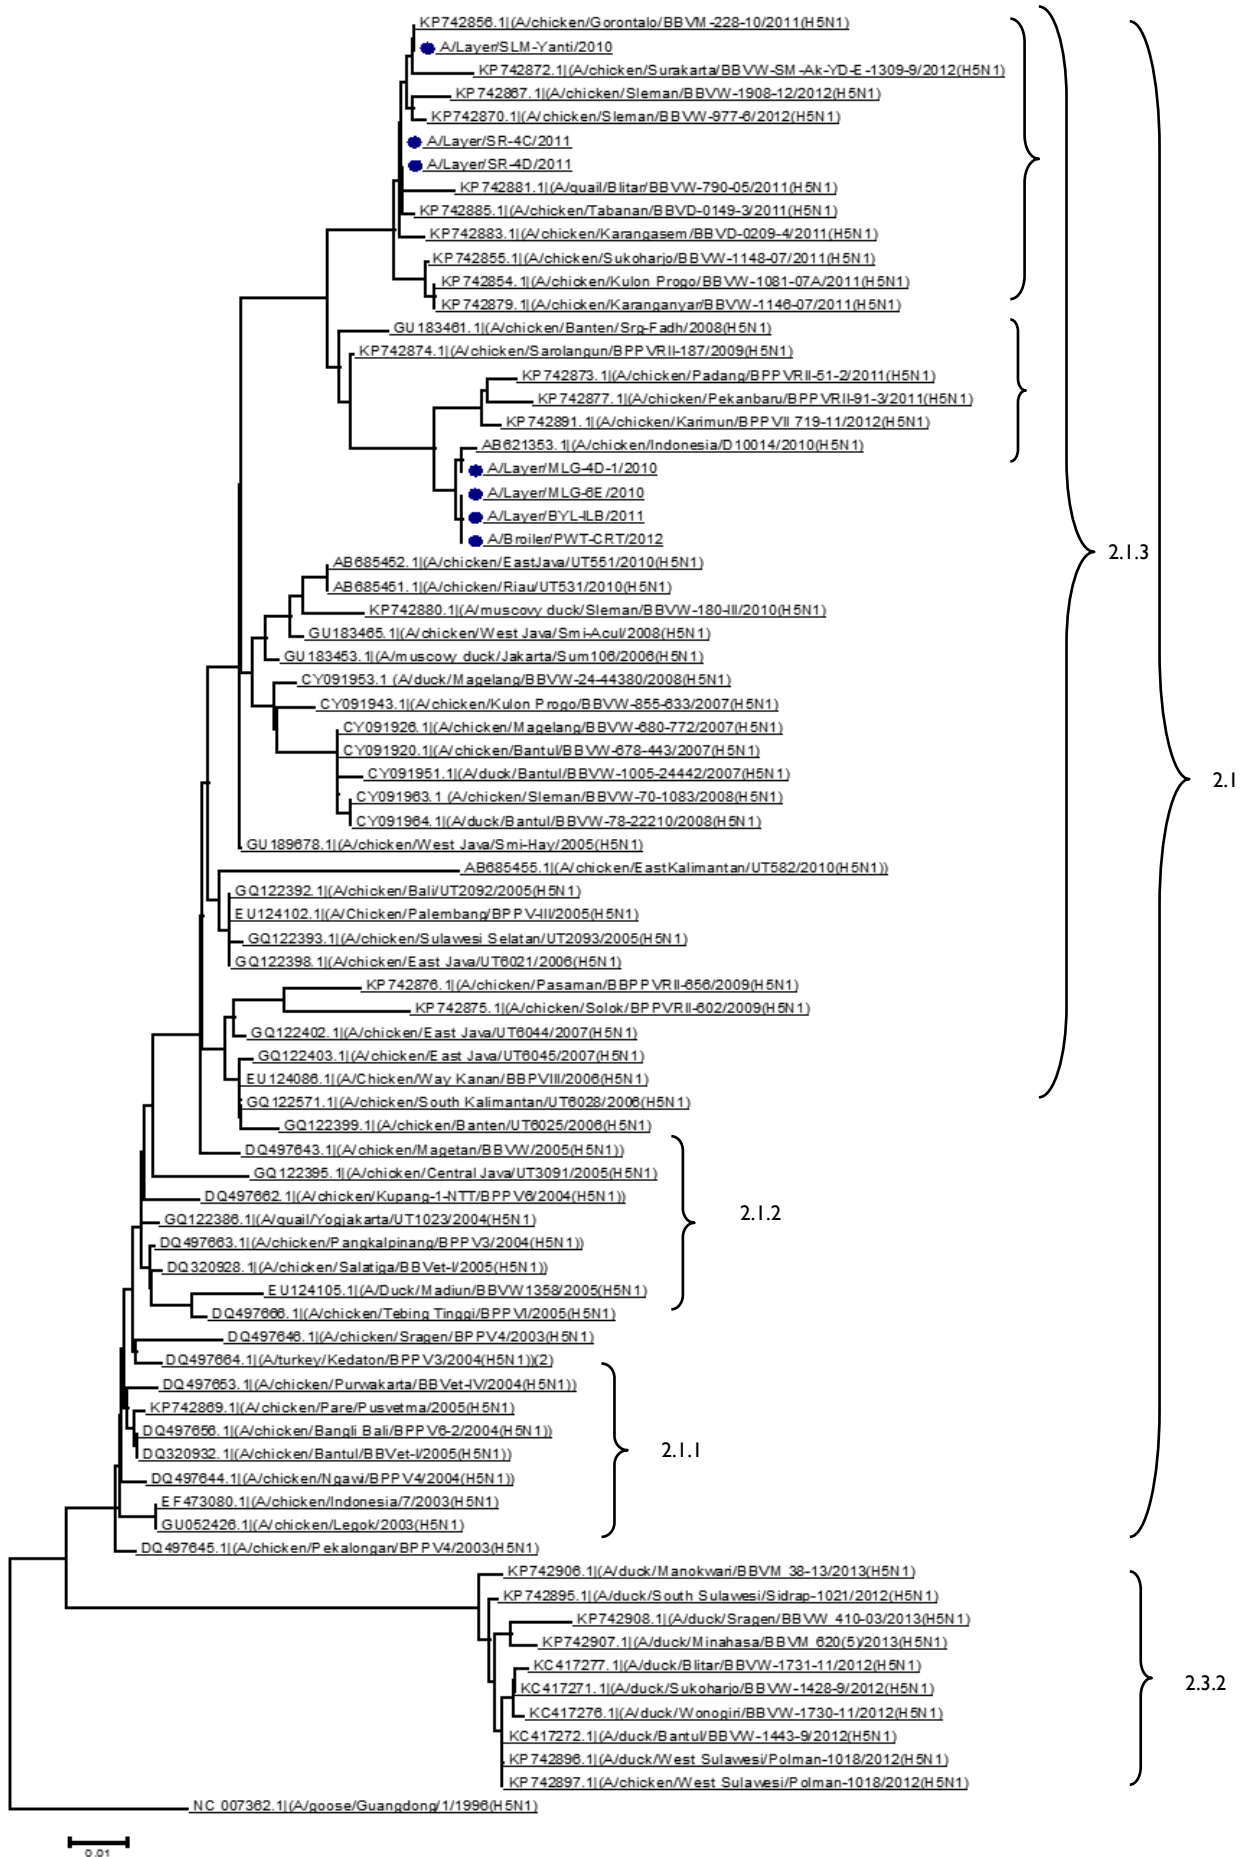 KP742856.1|(A/chicken/Gorontalo/BBVM-228-10/2011(H5N1)
A/Layer/SLM-Yanti/2010
KP742872.1|(A/chicken/Surakarta/BBVW-SM-Ak-YD-E-1309-9/2012(H5N1)
KP742867.1|(A/chicken/Sleman/BBVW-1908-12/2012(H5N1)
KP742870.1|(A/chicken/Sleman/BBVW-977-6/2012(H5N1)
A/Layer/SR-4C/2011
A/Layer/SR-4D/2011
KP742881.1|(A/quail/Blitar/BBVW-790-05/2011(H5N1)
KP742885.1|(A/chicken/Tabanan/BBVD-0149-3/2011(H5N1)
KP742883.1|(A/chicken/Karangasem/BBVD-0209-4/2011(H5N1)
KP742855.1|(A/chicken/Sukoharjo/BBVW-1148-07/2011(H5N1)
KP742854.1|(A/chicken/Kulon Progo/BBVW-1081-07A/2011(H5N1)
KP742879.1|(A/chicken/Karanganyar/BBVW-1146-07/2011(H5N1)
GU183461.1|(A/chicken/Banten/Srg-Fadh/2008(H5N1)
KP742874.1|(A/chicken/Sarolangun/BPPVRII-187/2009(H5N1)
KP742873.1|(A/chicken/Padang/BPPVRII-51-2/2011(H5N1)
KP742877.1|(A/chicken/Pekanbaru/BPPVRII-91-3/2011(H5N1)
KP742891.1|(A/chicken/Karimun/BPPVII 719-11/2012(H5N1)
AB621353.1|(A/chicken/Indonesia/D10014/2010(H5N1)
A/Layer/MLG-4D-1/2010
A/Layer/MLG-6E/2010
A/Layer/BYL-ILB/2011
A/Broiler/PWT-CRT/2012
2.1.3
AB685452.1|(A/chicken/EastJava/UT551/2010(H5N1)
AB685451.1|(A/chicken/Riau/UT531/2010(H5N1)
KP742880.1|(A/muscovy duck/Sleman/BBVW-180-III/2010(H5N1)
GU183465.1|(A/chicken/West Java/Smi-Acul/2008(H5N1)
GU183453.1|(A/muscovy duck/Jakarta/Sum106/2006(H5N1)
CY091953.1 (A/duck/Magelang/BBVW-24-44380/2008(H5N1)
CY091943.1|(A/chicken/Kulon Progo/BBVW-855-633/2007(H5N1)
CY091926.1|(A/chicken/Magelang/BBVW-680-772/2007(H5N1)
CY091920.1|(A/chicken/Bantul/BBVW-678-443/2007(H5N1)
CY091951.1|(A/duck/Bantul/BBVW-1005-24442/2007(H5N1)
2.1
CY091963.1 (A/chicken/Sleman/BBVW-70-1083/2008(H5N1)
CY091964.1|(A/duck/Bantul/BBVW-78-22210/2008(H5N1)
GU189678.1|(A/chicken/West Java/Smi-Hay/2005(H5N1)
AB685455.1|(A/chicken/EastKalimantan/UT582/2010(H5N1))
GQ122392.1|(A/chicken/Bali/UT2092/2005(H5N1)
EU124102.1|(A/Chicken/Palembang/BPPV-III/2005(H5N1)
GQ122393.1|(A/chicken/Sulawesi Selatan/UT2093/2005(H5N1)
GQ122398.1|(A/chicken/East Java/UT6021/2006(H5N1)
KP742876.1|(A/chicken/Pasaman/BBPPVRII-656/2009(H5N1)
KP742875.1|(A/chicken/Solok/BPPVRII-602/2009(H5N1)
GQ122402.1|(A/chicken/East Java/UT6044/2007(H5N1)
GQ122403.1|(A/chicken/East Java/UT6045/2007(H5N1)
EU124086.1|(A/Chicken/Way Kanan/BBPVIII/2006(H5N1)
GQ122571.1|(A/chicken/South Kalimantan/UT6028/2006(H5N1)
GQ122399.1|(A/chicken/Banten/UT6025/2006(H5N1)
DQ497643.1|(A/chicken/Magetan/BBVW/2005(H5N1))
GQ122395.1|(A/chicken/Central Java/UT3091/2005(H5N1)
DQ497662.1|(A/chicken/Kupang-1-NTT/BPPV6/2004(H5N1))
2.1.2
GQ122386.1|(A/quail/Yogjakarta/UT1023/2004(H5N1)
DQ497663.1|(A/chicken/Pangkalpinang/BPPV3/2004(H5N1))
DQ320928.1|(A/chicken/Salatiga/BBVet-I/2005(H5N1))
EU124105.1|(A/Duck/Madiun/BBVW1358/2005(H5N1)
DQ497666.1|(A/chicken/Tebing Tinggi/BPPVI/2005(H5N1)
DQ497646.1|(A/chicken/Sragen/BPPV4/2003(H5N1)
DQ497664.1|(A/turkey/Kedaton/BPPV3/2004(H5N1))(2)
DQ497653.1|(A/chicken/Purwakarta/BBVet-IV/2004(H5N1))
KP742869.1|(A/chicken/Pare/Pusvetma/2005(H5N1)
DQ497656.1|(A/chicken/Bangli Bali/BPPV6-2/2004(H5N1))
DQ320932.1|(A/chicken/Bantul/BBVet-I/2005(H5N1))
2.1.1
DQ497644.1|(A/chicken/Ngawi/BPPV4/2004(H5N1))
EF473080.1|(A/chicken/Indonesia/7/2003(H5N1)
GU052426.1|(A/chicken/Legok/2003(H5N1)
DQ497645.1|(A/chicken/Pekalongan/BPPV4/2003(H5N1)
KP742906.1|(A/duck/Manokwari/BBVM 38-13/2013(H5N1)
KP742895.1|(A/duck/South Sulawesi/Sidrap-1021/2012(H5N1)
KP742908.1|(A/duck/Sragen/BBVW 410-03/2013(H5N1)
KP742907.1|(A/duck/Minahasa/BBVM 620(5)/2013(H5N1)
KC417277.1|(A/duck/Blitar/BBVW-1731-11/2012(H5N1)
2.3.2
KC417271.1|(A/duck/Sukoharjo/BBVW-1428-9/2012(H5N1)
KC417276.1|(A/duck/Wonogiri/BBVW-1730-11/2012(H5N1)
KC417272.1|(A/duck/Bantul/BBVW-1443-9/2012(H5N1)
KP742896.1|(A/duck/West Sulawesi/Polman-1018/2012(H5N1)
KP742897.1|(A/chicken/West Sulawesi/Polman-1018/2012(H5N1)
NC 007362.1|(A/goose/Guangdong/1/1996(H5N1)
0.01